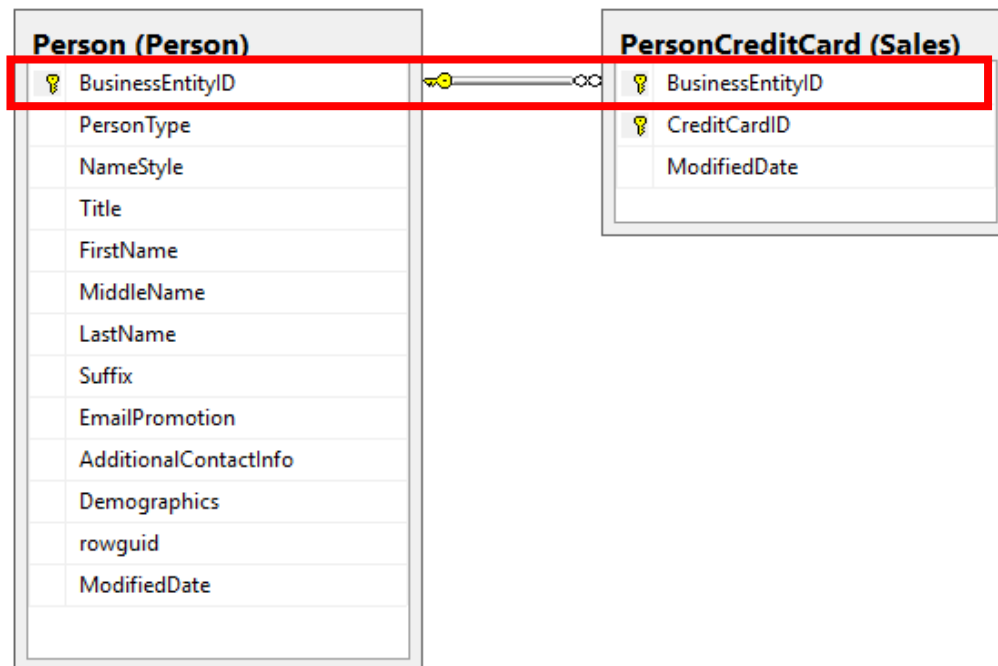 Person (Person)
BusinessEntityID
PersonType
NameStyle
Title
FirstName
MiddleName
LastName
Suffix
EmailPromotion
AdditionalContactInfo
Demographics
rowguid
ModifiedDate
PersonCreditCard (Sales)
BusinessEntityID
CreditCardID
ModifiedDate